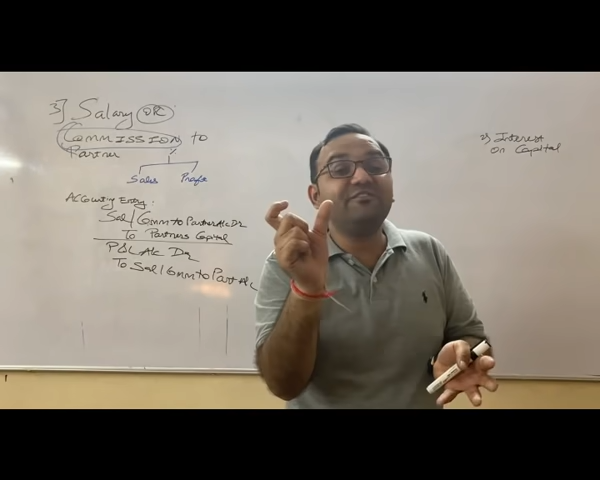 3] Salary OR
COMMISSION to
Partner
Sales Profit
Accounting Entry:
Sal/Comm to Partner A/c Dr
To Partners Capital
P&L A/c Dr
To Sal/Comm to Part A/c
2) Interest
on Capital